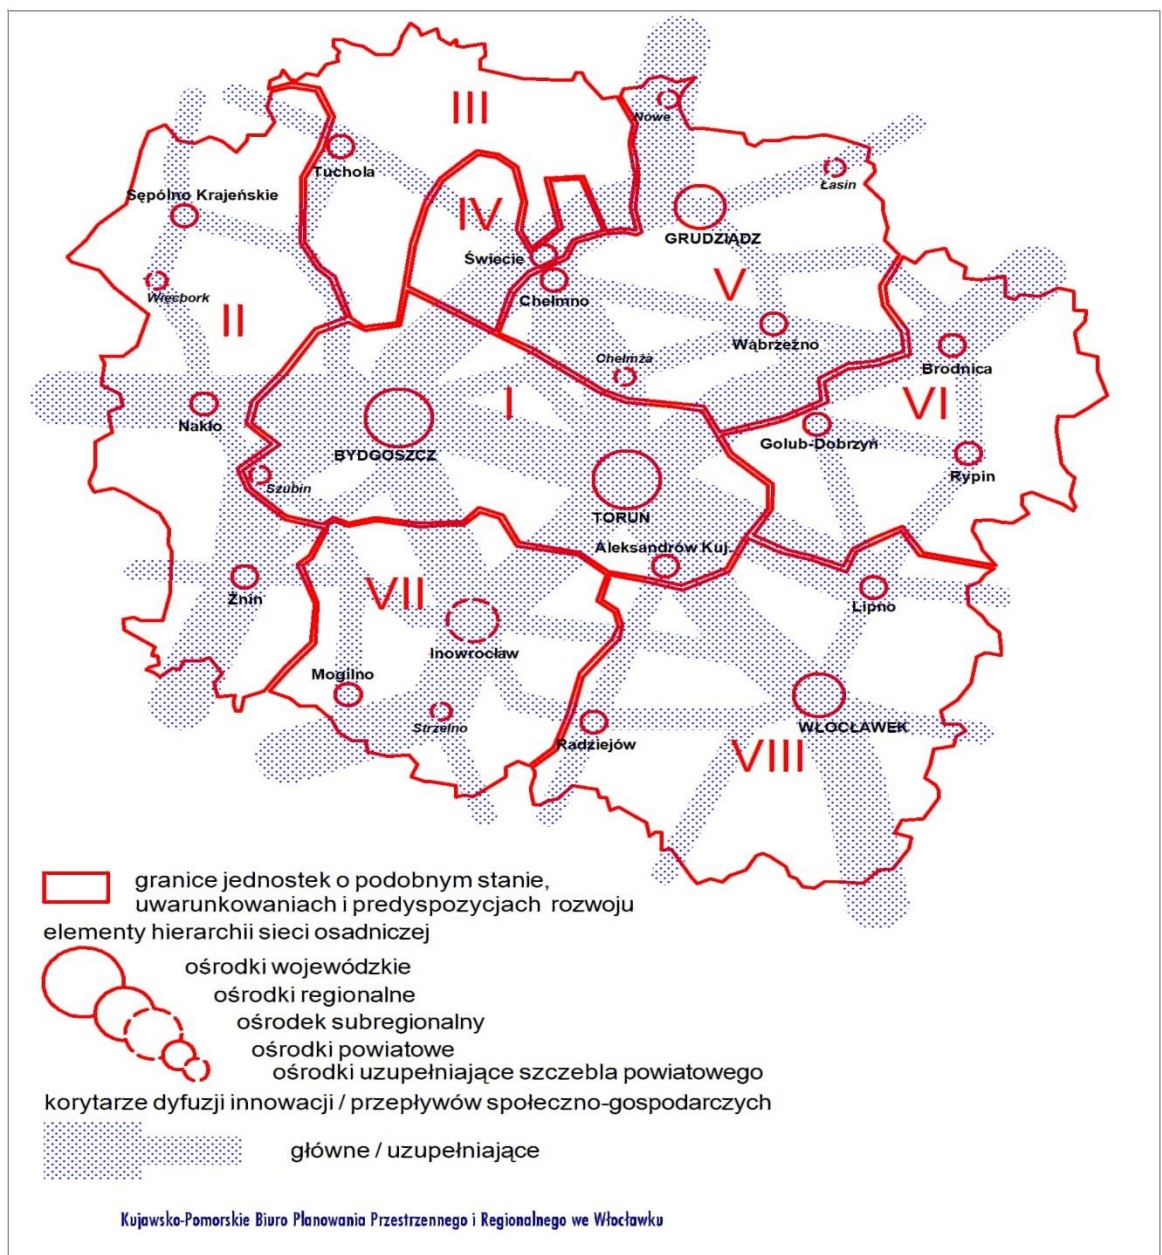 III
Nowe
Tuchola
Łasin
Sępólno Krajeńskie
IV
GRUDZIĄDZ
Świecie
Chełmno
Więcbork
II
V
Wąbrzeźno
Chełmża
Brodnica
I
VI
Nakło
Golub-Dobrzyń
BYDGOSZCZ
Rypin
Szubin
TORUŃ
Aleksandrów Kuj.
Żnin
VII
Lipno
Inowrocław
Mogilno
Strzelno
WŁOCŁAWEK
Radziejów
VIII
granice jednostek o podobnym stanie,
uwarunkowaniach i predyspozycjach rozwoju
elementy hierarchii sieci osadniczej
ośrodki wojewódzkie
ośrodki regionalne
ośrodek subregionalny
ośrodki powiatowe
ośrodki uzupełniające szczebla powiatowego
korytarze dyfuzji innowacji / przepływów społeczno-gospodarczych
główne / uzupełniające
Kujawsko-Pomorskie Biuro Planowania Przestrzennego i Regionalnego we Włocławku